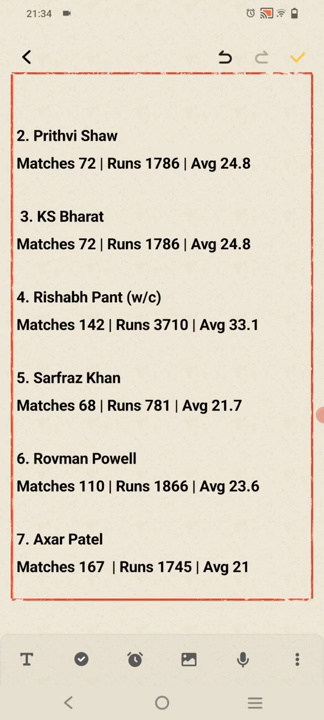 21:34
2. Prithvi Shaw
Matches 72 | Runs 1786 | Avg 24.8
3. KS Bharat
Matches 72 | Runs 1786 | Avg 24.8
4. Rishabh Pant (w/c)
Matches 142 | Runs 3710 | Avg 33.1
5. Sarfraz Khan
Matches 68 | Runs 781 | Avg 21.7
6. Rovman Powell
Matches 110 | Runs 1866 | Avg 23.6
7. Axar Patel
Matches 167 | Runs 1745 | Avg 21
T